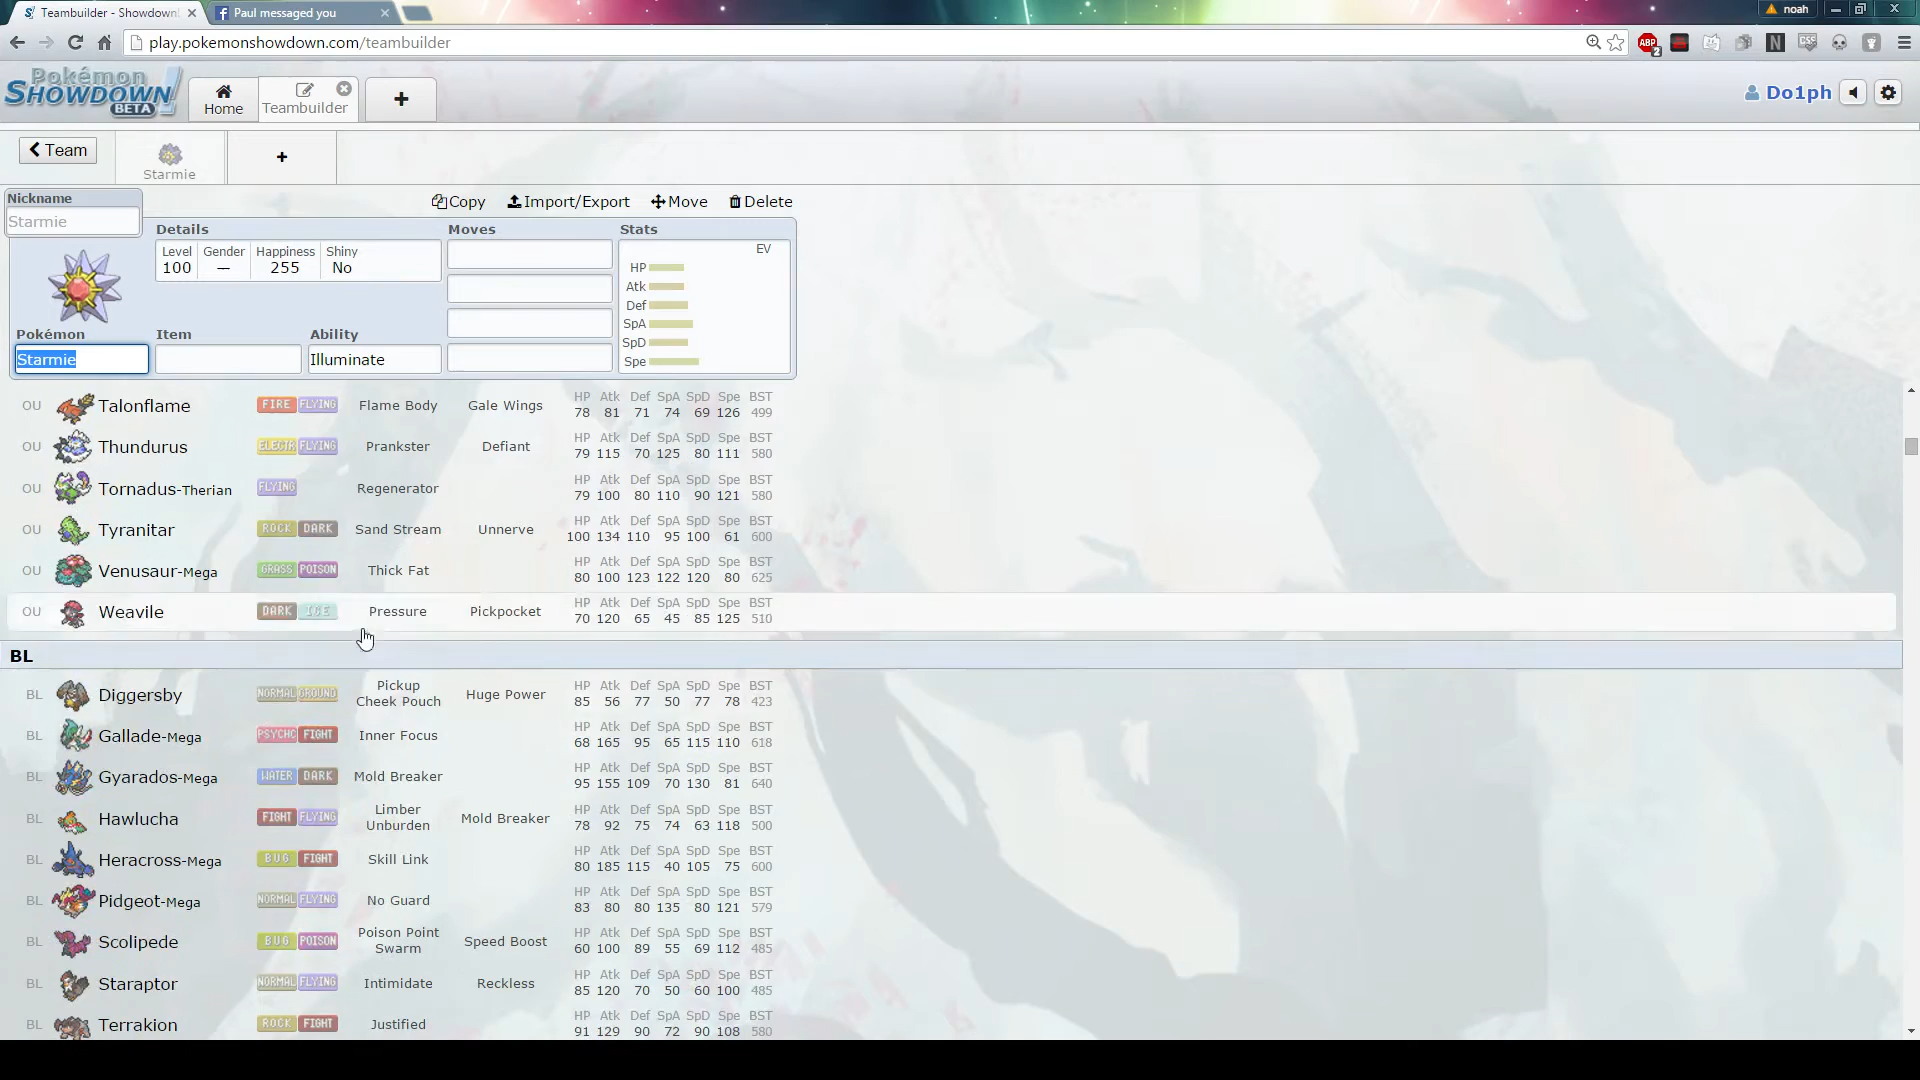 Teambuilder - Showdown!
Paul messaged you
noah
play.pokemonshowdown.com/teambuilder
ABP
2
N
CSS
Pokémon
SHOWDOWN!
BETA
Home
Teambuilder
+
Do1ph
Team
Starmie
+
Nickname
Starmie
Copy
Import/Export
Move
Delete
Details
Moves
Stats
Level Gender Happiness Shiny
100 — 255 No
EV
HP
Atk
Def
SpA
SpD
Spe
Pokémon
Item
Ability
Starmie
Illuminate
OU Talonflame FIRE FLYING Flame Body Gale Wings HP Atk Def SpA SpD Spe BST
78 81 71 74 69 126 499
OU Thundurus ELECTR FLYING Prankster Defiant HP Atk Def SpA SpD Spe BST
79 115 70 125 80 111 580
OU Tornadus-Therian FLYING Regenerator HP Atk Def SpA SpD Spe BST
79 100 80 110 90 121 580
OU Tyranitar ROCK DARK Sand Stream Unnerve HP Atk Def SpA SpD Spe BST
100 134 110 95 100 61 600
OU Venusaur-Mega GRASS POISON Thick Fat HP Atk Def SpA SpD Spe BST
80 100 123 122 120 80 625
OU Weavile DARK ICE Pressure Pickpocket HP Atk Def SpA SpD Spe BST
70 120 65 45 85 125 510
BL
BL Diggersby NORMAL GROUND Pickup Cheek Pouch Huge Power HP Atk Def SpA SpD Spe BST
85 56 77 50 77 78 423
BL Gallade-Mega PSYCHC FIGHT Inner Focus HP Atk Def SpA SpD Spe BST
68 165 95 65 115 110 618
BL Gyarados-Mega WATER DARK Mold Breaker HP Atk Def SpA SpD Spe BST
95 155 109 70 130 81 640
BL Hawlucha FIGHT FLYING Limber Unburden Mold Breaker HP Atk Def SpA SpD Spe BST
78 92 75 74 63 118 500
BL Heracross-Mega BUG FIGHT Skill Link HP Atk Def SpA SpD Spe BST
80 185 115 40 105 75 600
BL Pidgeot-Mega NORMAL FLYING No Guard HP Atk Def SpA SpD Spe BST
83 80 80 135 80 121 579
BL Scolipede BUG POISON Poison Point Swarm Speed Boost HP Atk Def SpA SpD Spe BST
60 100 89 55 69 112 485
BL Staraptor NORMAL FLYING Intimidate Reckless HP Atk Def SpA SpD Spe BST
85 120 70 50 60 100 485
BL Terrakion ROCK FIGHT Justified HP Atk Def SpA SpD Spe BST
91 129 90 72 90 108 580